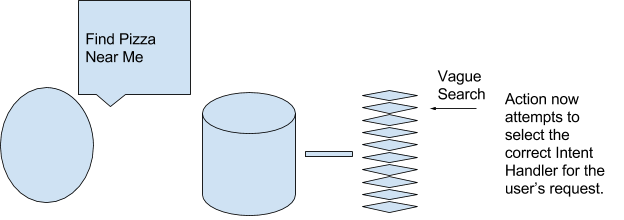 Find Pizza
Near Me
Vague
Search
Action now
attempts to
select the
correct Intent
Handler for the
user's request.